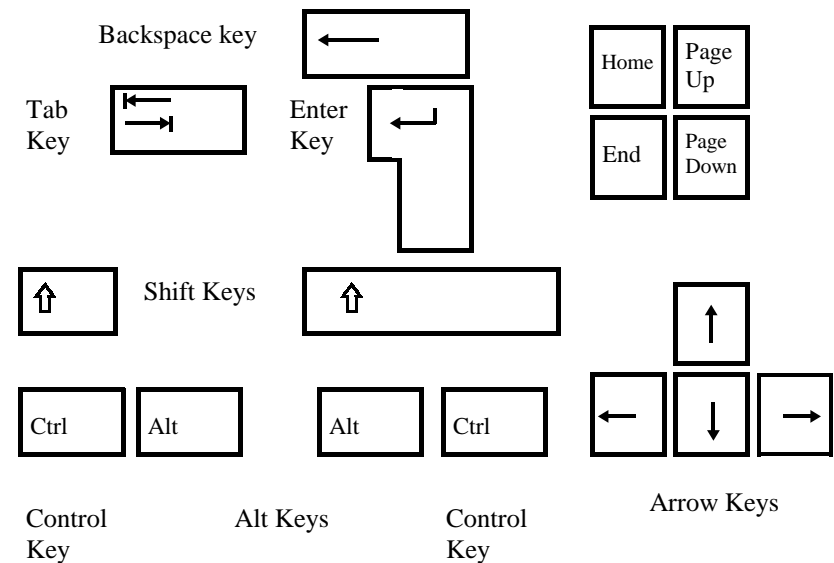 Backspace key
Home
Page
Up
Tab
Key
Enter
Key
End
Page
Down
Shift Keys
Ctrl
Alt
Alt
Ctrl
Control
Key
Alt Keys
Control
Key
Arrow Keys